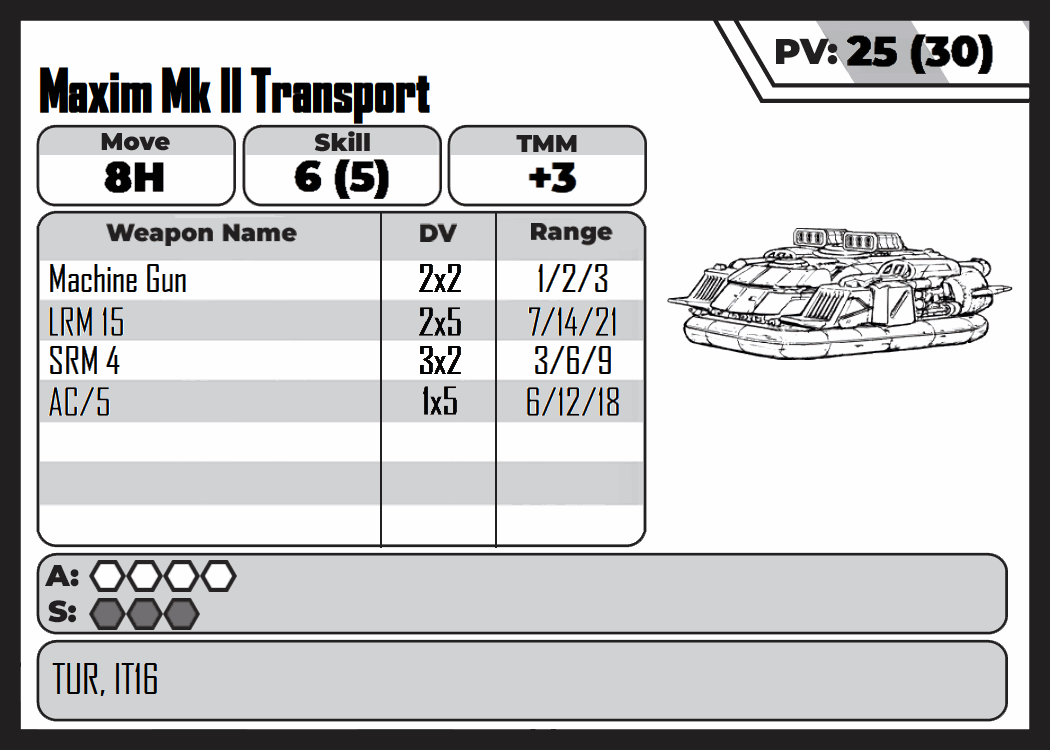 PV: 25 (30)
Maxim Mk II Transport
Move Skill TMM
8H 6 (5) +3
Weapon Name DV Range
Machine Gun 2x2 1/2/3
LRM 15 2x5 7/14/21
SRM 4 3x2 3/6/9
AC/5 1x5 6/12/18
A:
S:
TUR, IT16